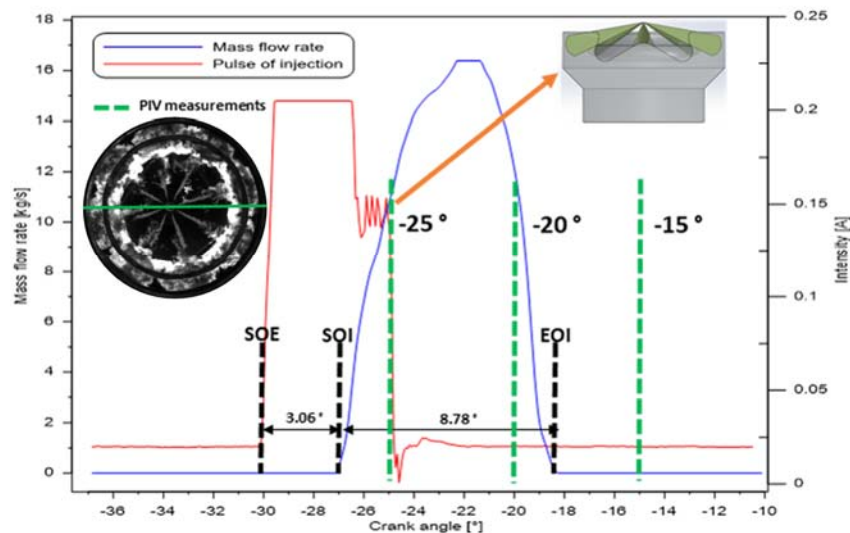 Mass flow rate
Pulse of injection
PIV measurements
18
16
14
12
10
8
6
4
2
0
Mass flow rate [kg/s]
0.25
0.2
0.15
0.1
0.05
0
Intensity [A]
-25°
-20°
-15°
SOE
SOI
EOI
3.06°
8.78°
-36 -34 -32 -30 -28 -26 -24 -22 -20 -18 -16 -14 -12 -10
Crank angle [°]